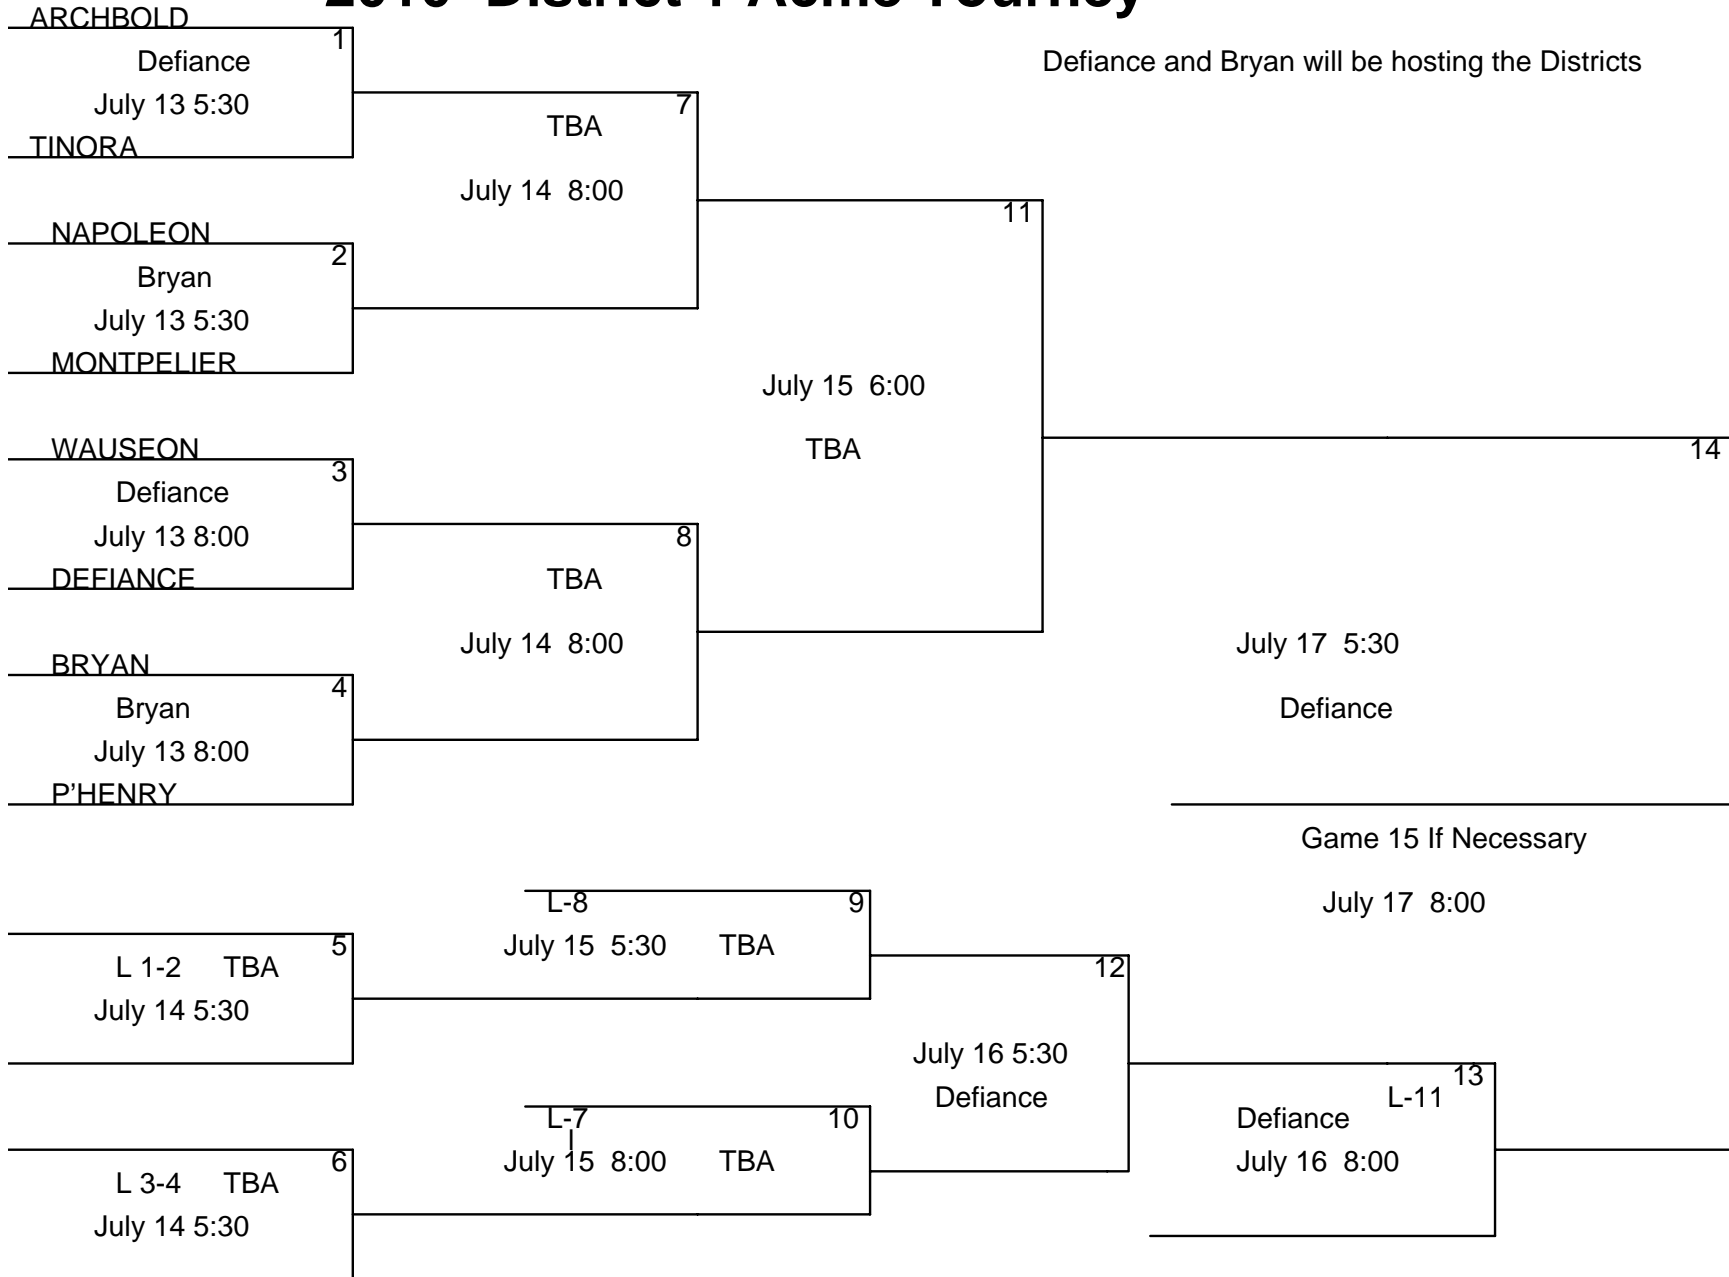 ARCHBOLD
1
Defiance
Defiance and Bryan will be hosting the Districts
July 13 5:30
7
TBA
TINORA
July 14 8:00
11
NAPOLEON
2
Bryan
July 13 5:30
MONTPELIER
July 15 6:00
WAUSEON
TBA
14
3
Defiance
July 13 8:00
8
DEFIANCE
TBA
July 14 8:00
July 17 5:30
BRYAN
4
Bryan
Defiance
July 13 8:00
P'HENRY
Game 15 If Necessary
L-8
9
July 17 8:00
5
July 15 5:30 TBA
L 1-2 TBA
12
July 14 5:30
July 16 5:30
13
Defiance
L-11
L-7
10
Defiance
6
July 15 8:00 TBA
July 16 8:00
L 3-4 TBA
July 14 5:30